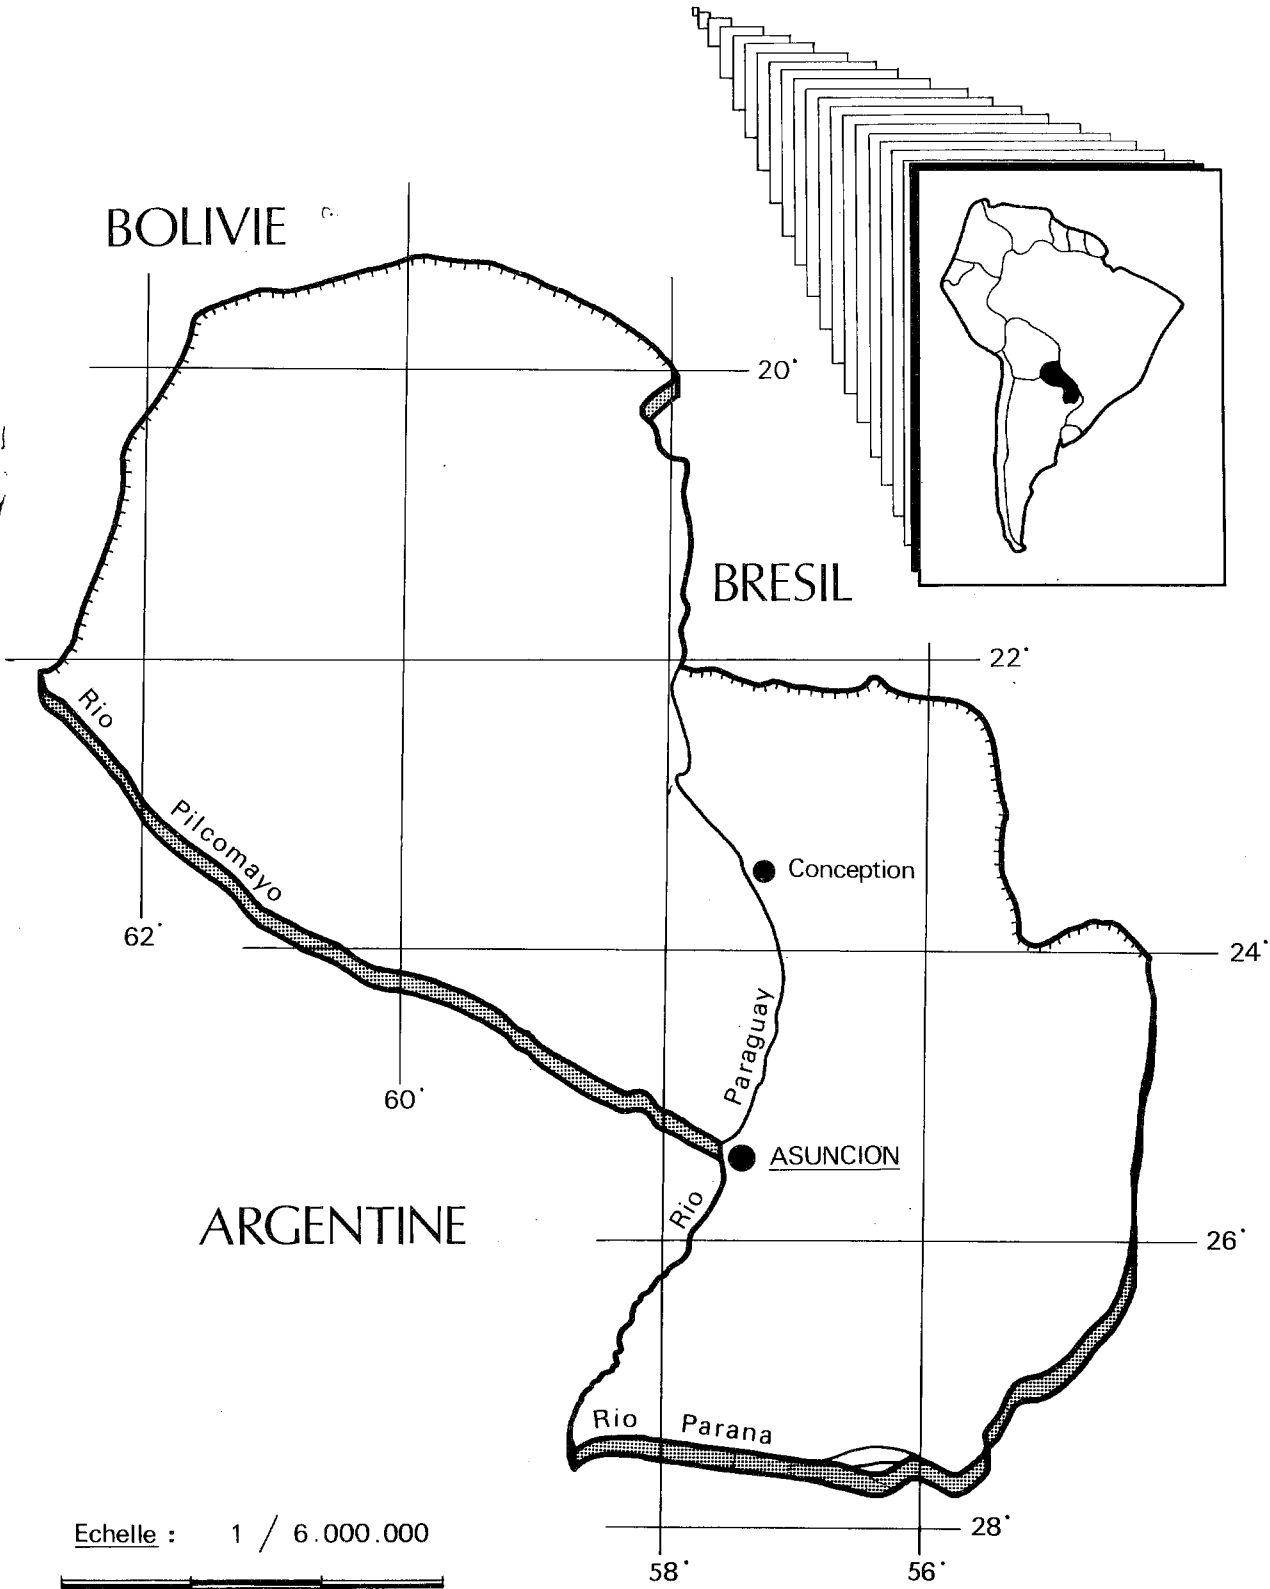 BOLIVIE
20°
BRESIL
22°
Rio
Pilcomayo
Conception
62°
24°
Paraguay
60°
ASUNCION
Rio
ARGENTINE
26°
Rio Parana
Echelle : 1 / 6.000.000
28°
58°
56°